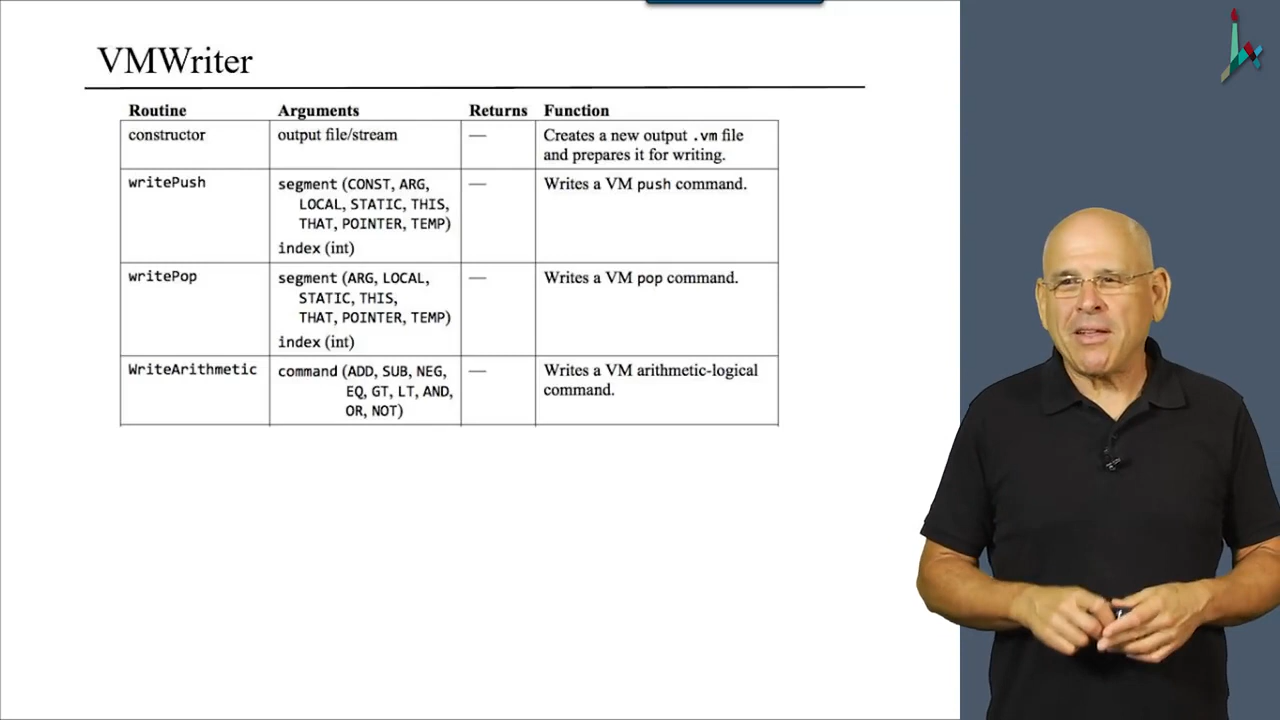 VMWriter
Routine Arguments Returns Function
constructor output file/stream — Creates a new output .vm file
and prepares it for writing.
writePush segment (CONST, ARG, — Writes a VM push command.
LOCAL, STATIC, THIS,
THAT, POINTER, TEMP)
index (int)
writePop segment (ARG, LOCAL, — Writes a VM pop command.
STATIC, THIS,
THAT, POINTER, TEMP)
index (int)
WriteArithmetic command (ADD, SUB, NEG, — Writes a VM arithmetic-logical
EQ, GT, LT, AND, command.
OR, NOT)